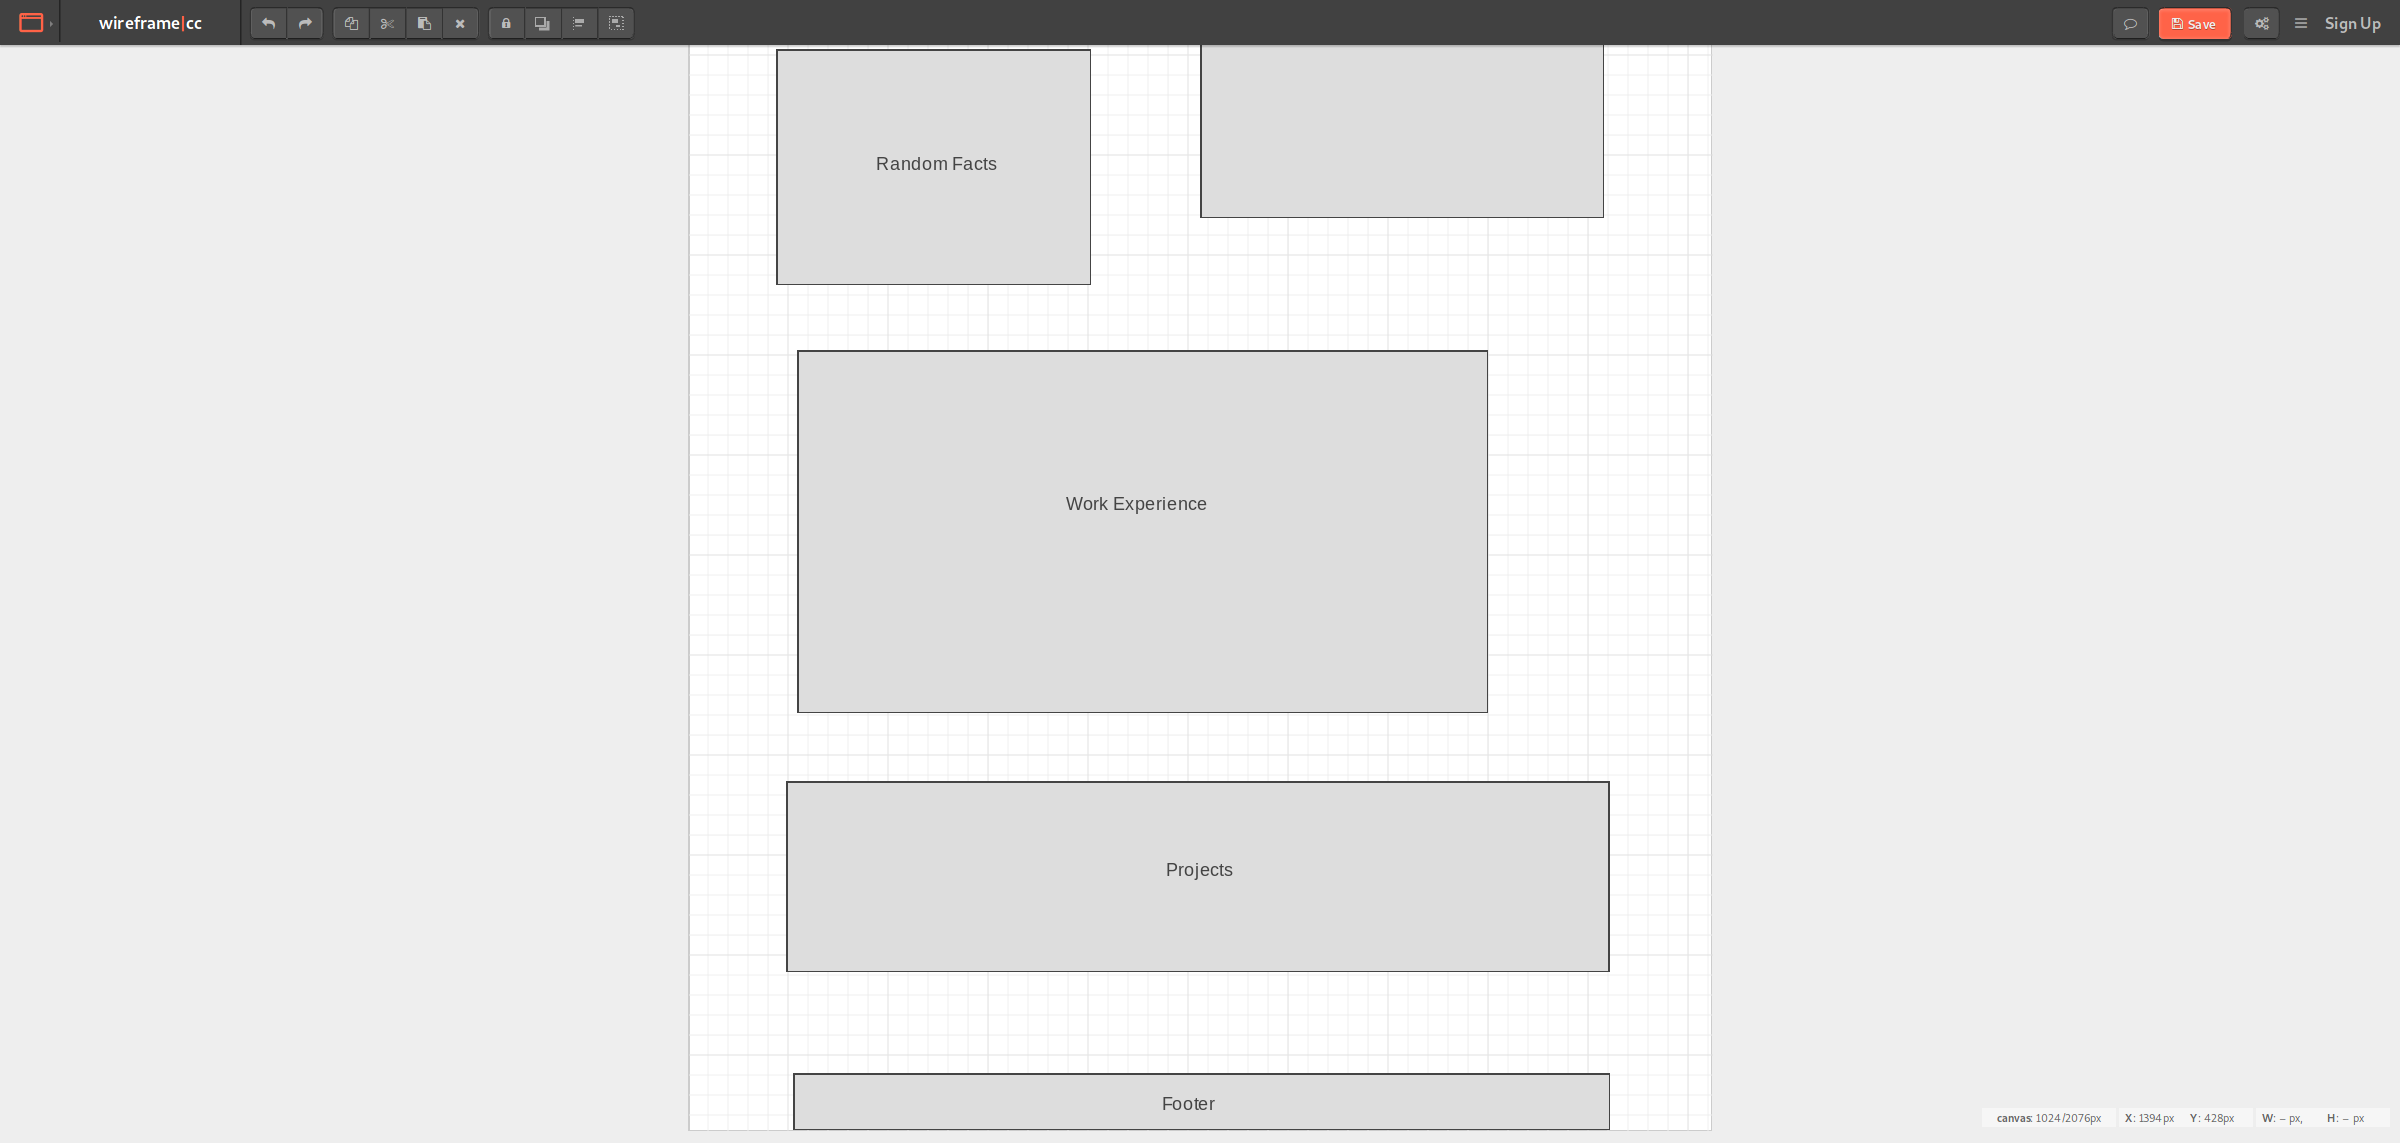 wireframe|cc
Save
Sign Up
Random Facts
Work Experience
Projects
Footer
canvas: 1024/2076px X: 1394px Y: 428px W: – px, H: – px